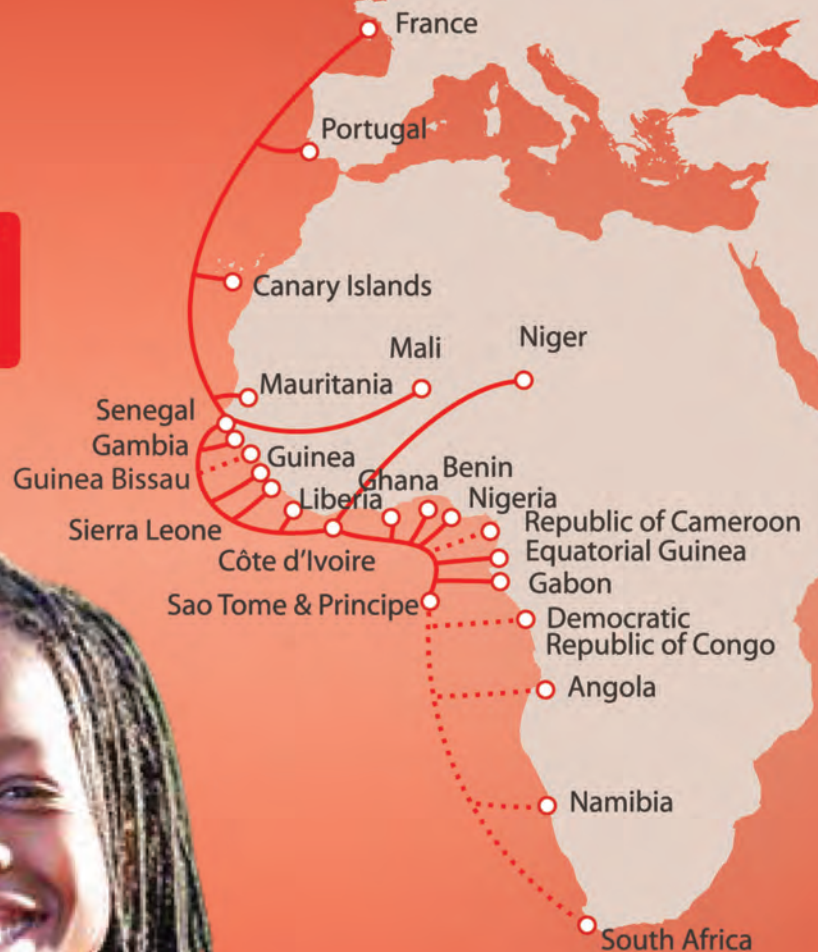 France
Portugal
Canary Islands
Mali
Niger
Mauritania
Senegal
Gambia
Guinea
Guinea Bissau
Ghana
Benin
Liberia
Nigeria
Sierra Leone
Republic of Cameroon
Côte d'Ivoire
Equatorial Guinea
Gabon
Sao Tome & Principe
Democratic
Republic of Congo
Angola
Namibia
South Africa